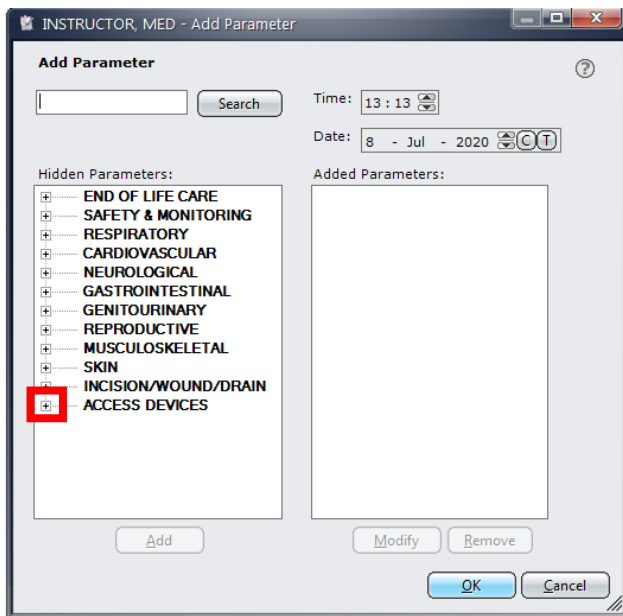 INSTRUCTOR, MED - Add Parameter
Add Parameter
?
Search
Time: 13 : 13
Date: 8 - Jul - 2020 C T
Hidden Parameters:
Added Parameters:
END OF LIFE CARE
SAFETY & MONITORING
RESPIRATORY
CARDIOVASCULAR
NEUROLOGICAL
GASTROINTESTINAL
GENITOURINARY
REPRODUCTIVE
MUSCULOSKELETAL
SKIN
INCISION/WOUND/DRAIN
ACCESS DEVICES
Add
Modify
Remove
OK
Cancel